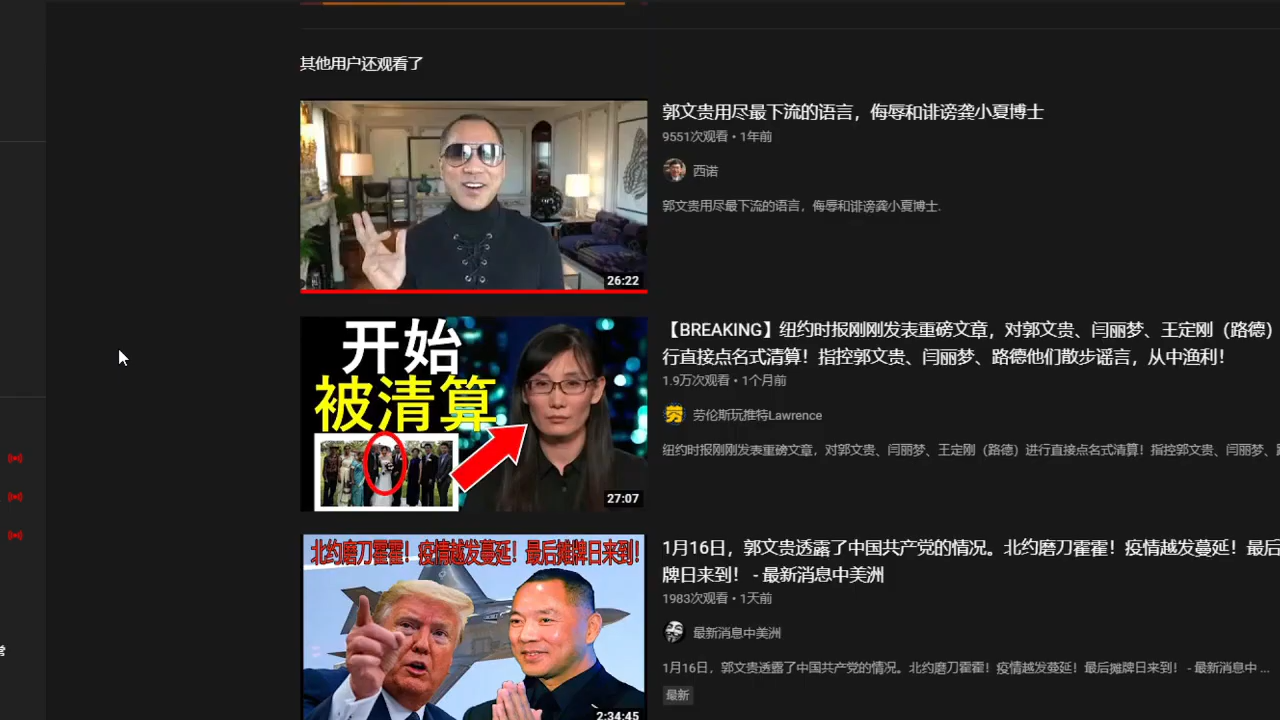 其他用户还观看了
郭文贵用尽最下流的语言，侮辱和诽谤龚小夏博士
9551次观看 • 1年前
西诺
郭文贵用尽最下流的语言，侮辱和诽谤龚小夏博士.
26:22
开始
被清算
27:07
【BREAKING】纽约时报刚刚发表重磅文章，对郭文贵、闫丽梦、王定刚（路德）
行直接点名式清算！指控郭文贵、闫丽梦、路德他们散步谣言，从中渔利！
1.9万次观看 • 1个月前
劳
劳伦斯玩推特Lawrence
纽约时报刚刚发表重磅文章，对郭文贵、闫丽梦、王定刚（路德）进行直接点名式清算！指控郭文贵、闫丽梦、
北约磨刀霍霍！疫情越发蔓延！最后摊牌日来到！
2:34:45
1月16日，郭文贵透露了中国共产党的情况。北约磨刀霍霍！疫情越发蔓延！最后
牌日来到！ - 最新消息中美洲
1983次观看 • 1天前
最新消息中美洲
1月16日，郭文贵透露了中国共产党的情况。北约磨刀霍霍！疫情越发蔓延！最后摊牌日来到！ - 最新消息中 ...
最新